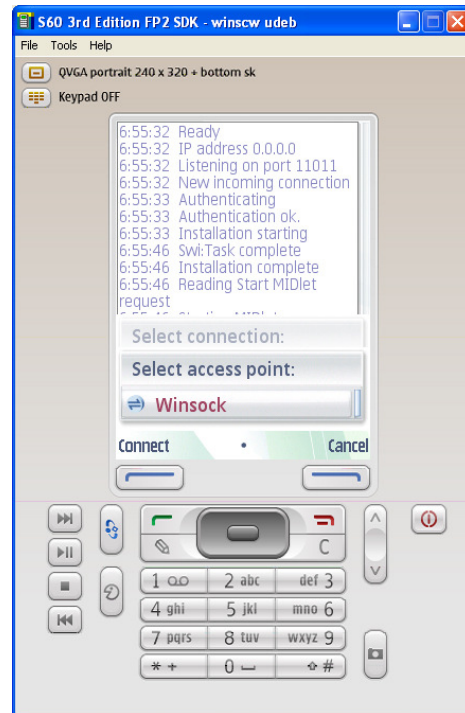 S60 3rd Edition FP2 SDK - winscw udeb
File Tools Help
QVGA portrait 240 x 320 + bottom sk
Keypad OFF
6:55:32 Ready
6:55:32 IP address 0.0.0.0
6:55:32 Listening on port 11011
6:55:32 New incoming connection
6:55:33 Authenticating
6:55:33 Authentication ok.
6:55:33 Installation starting
6:55:46 Swi:Task complete
6:55:46 Installation complete
6:55:46 Reading Start MIDlet
request
Select connection:
Select access point:
Winsock
Connect Cancel
C
1 2 abc def 3
4 ghi 5 jkl mno 6
7 pqrs 8 tuv wxyz 9
* + 0 #